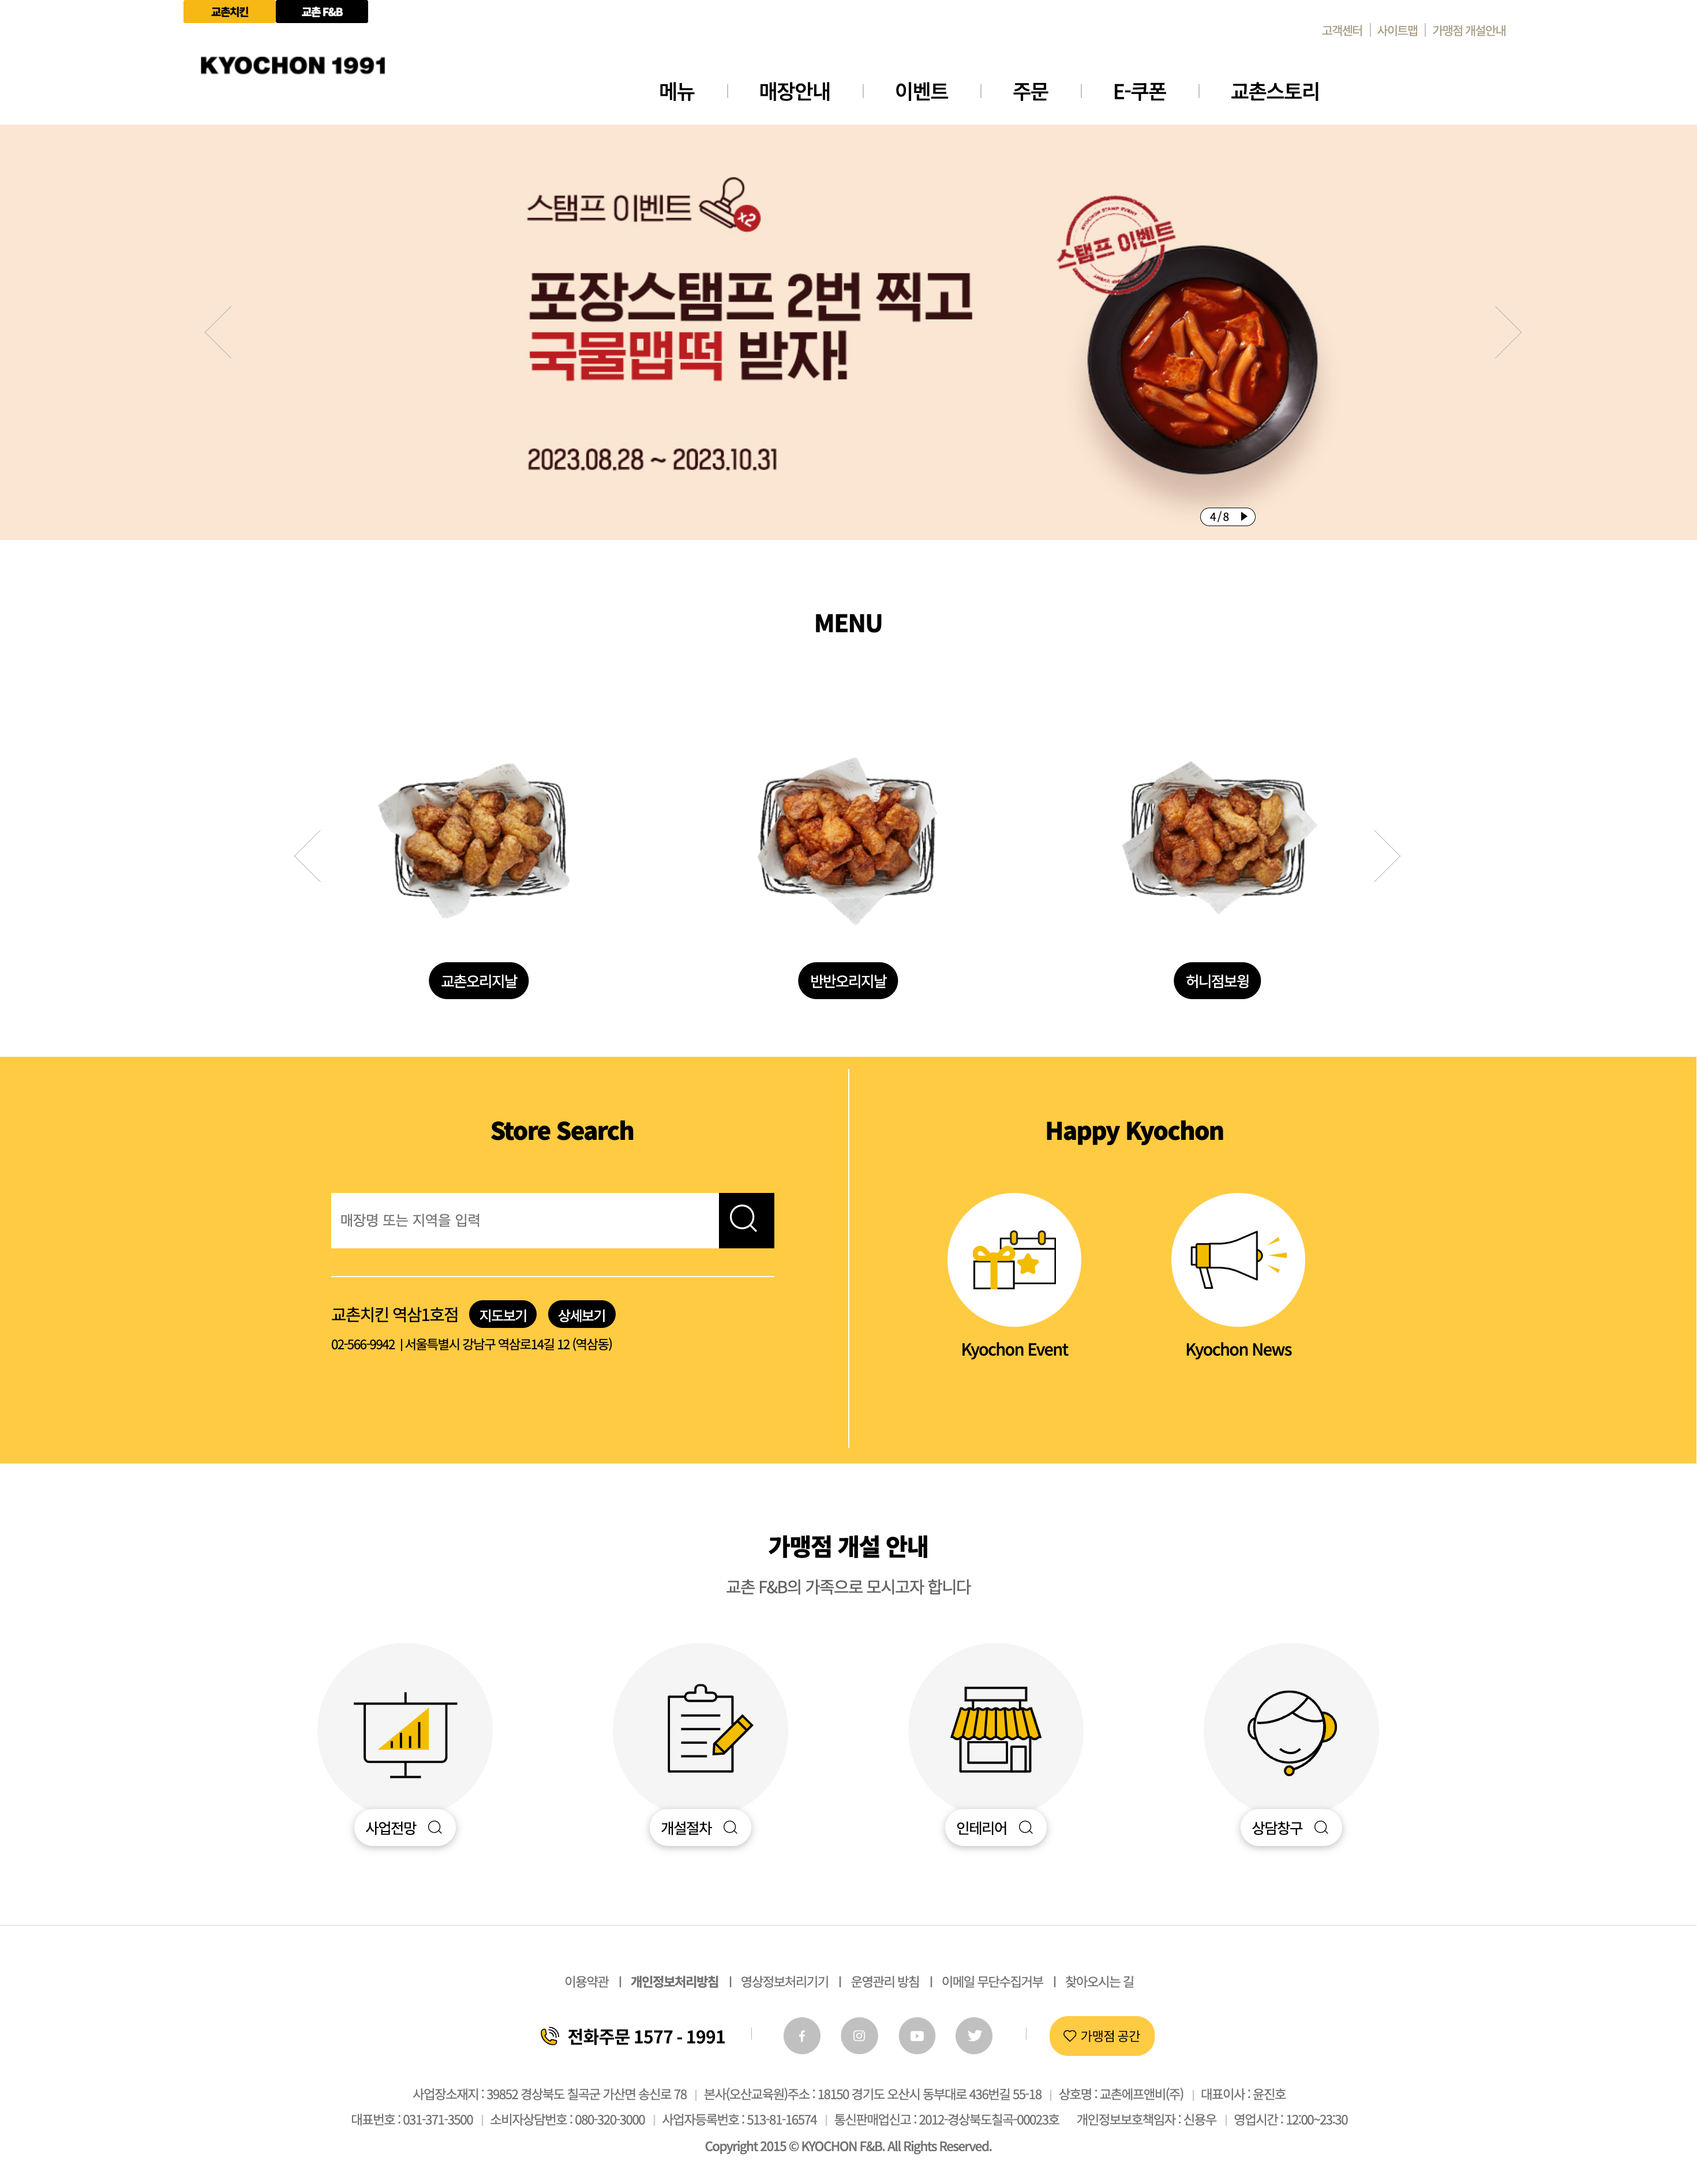 교촌치킨 교촌 F&B
고객센터 사이트맵 가맹점 개설안내
KYOCHON 1991
메뉴 매장안내 이벤트 주문 E-쿠폰 교촌스토리
스탬프 이벤트 x2
포장스탬프 2번 찍고
국물맵떡 받자!
2023.08.28 ~ 2023.10.31
KYOCHON STAMP EVENT
스탬프 이벤트
4/8
MENU
교촌오리지날 반반오리지날 허니점보윙
Store Search
매장명 또는 지역을 입력
교촌치킨 역삼1호점 지도보기 상세보기
02-566-9942 | 서울특별시 강남구 역삼로14길 12 (역삼동)
Happy Kyochon
Kyochon Event Kyochon News
가맹점 개설 안내
교촌 F&B의 가족으로 모시고자 합니다
사업전망 개설절차 인테리어 상담창구
이용약관 | 개인정보처리방침 | 영상정보처리기기 | 운영관리 방침 | 이메일 무단수집거부 | 찾아오시는 길
전화주문 1577 - 1991 가맹점 공간
사업장소재지 : 39852 경상북도 칠곡군 가산면 송신로 78 | 본사(오산교육원)주소 : 18150 경기도 오산시 동부대로 436번길 55-18 | 상호명 : 교촌에프앤비(주) | 대표이사 : 윤진호
대표번호 : 031-371-3500 | 소비자상담번호 : 080-320-3000 | 사업자등록번호 : 513-81-16574 | 통신판매업신고 : 2012-경상북도칠곡-00023호 개인정보보호책임자 : 신용우 | 영업시간 : 12:00~23:30
Copyright 2015 © KYOCHON F&B. All Rights Reserved.